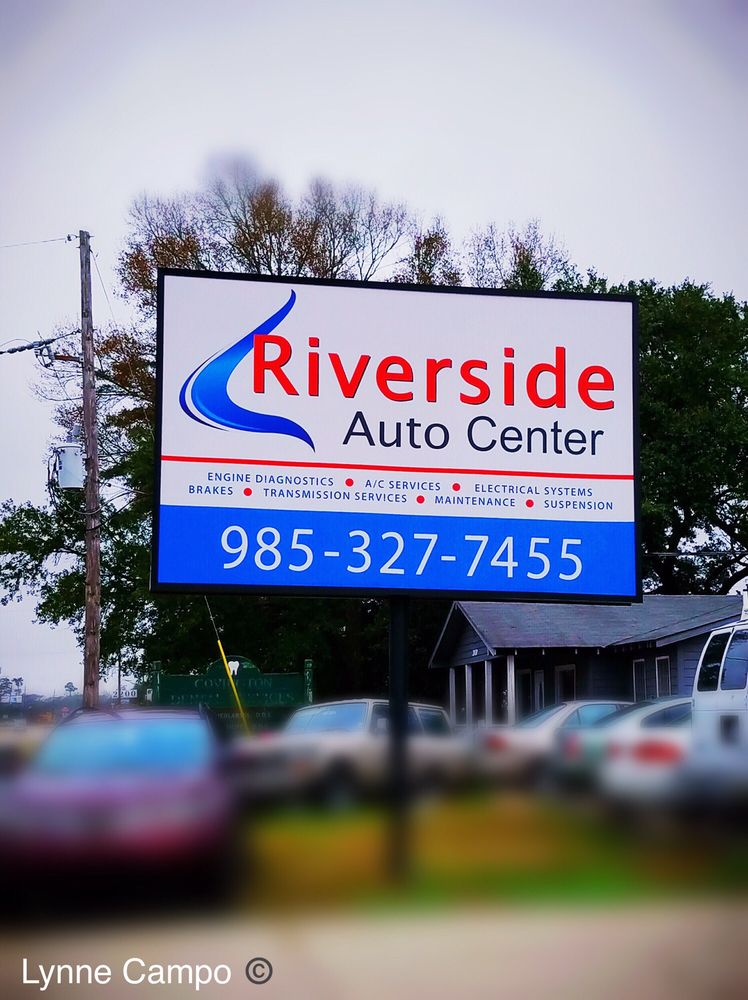 Riverside
Auto Center
ENGINE DIAGNOSTICS • A/C SERVICES • ELECTRICAL SYSTEMS
BRAKES • TRANSMISSION SERVICES • MAINTENANCE • SUSPENSION
985-327-7455
Lynne Campo ©